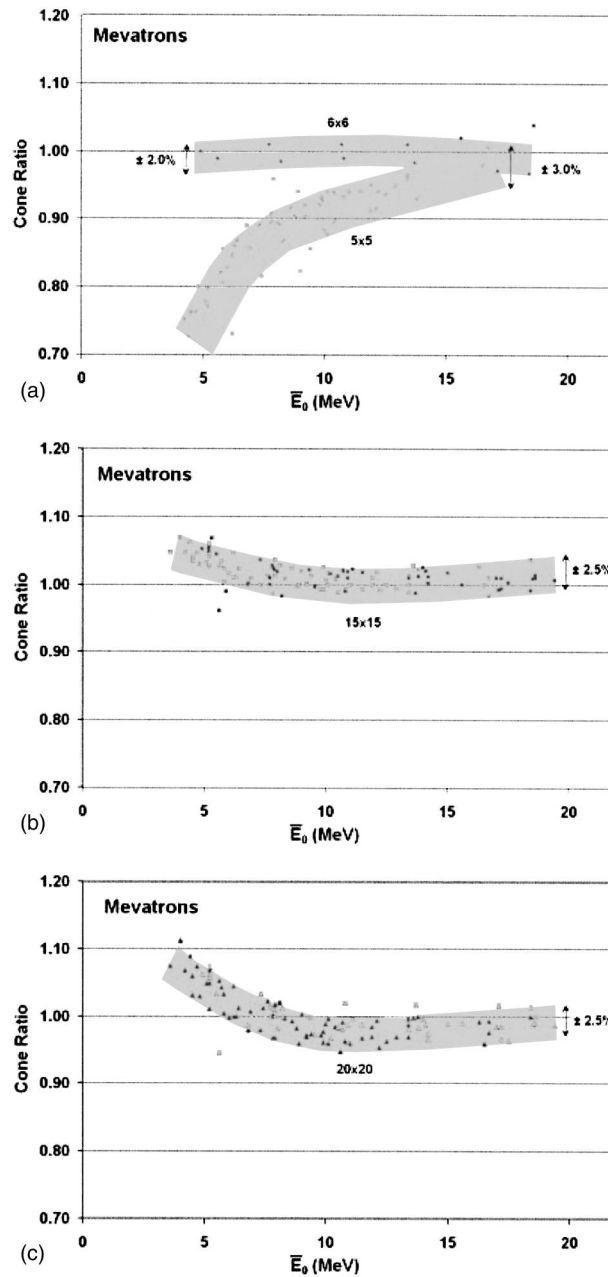 1.20
Mevatrons
1.10
6x6
1.00
± 2.0%
± 3.0%
0.90
5x5
0.80
0.70
0 5 10 15 20
(a)
E̅₀ (MeV)
Cone Ratio
1.20
Mevatrons
1.10
1.00
± 2.5%
15x15
0.90
0.80
0.70
0 5 10 15 20
(b)
E̅₀ (MeV)
Cone Ratio
1.20
Mevatrons
1.10
1.00
± 2.5%
0.90
20x20
0.80
0.70
0 5 10 15 20
(c)
E̅₀ (MeV)
Cone Ratio